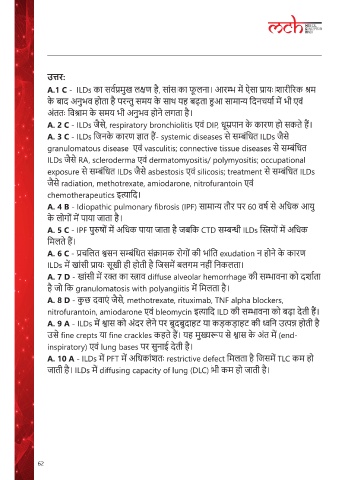 mch
उत्तर:
A.1 C - ILDs का सर्वप्रमुख लक्षण है, सांस का फूलना। आरम्भ में ऐसा प्रायः शारीरिक श्रम
के बाद अनुभव होता है परन्तु समय के साथ यह बढ़ता हुआ सामान्य दिनचर्या में भी एवं
अंततः विश्राम के समय भी अनुभव होने लगता है।
A. 2 C - ILDs जैसे, respiratory bronchiolitis एवं DIP, धूम्रपान के कारण हो सकते हैं।
A. 3 C - ILDs जिनके कारण ज्ञात हैं- systemic diseases से सम्बंधित ILDs जैसे
granulomatous disease एवं vasculitis; connective tissue diseases से सम्बंधित
ILDs जैसे RA, scleroderma एवं dermatomyositis/ polymyositis; occupational
exposure से सम्बंधित ILDs जैसे asbestosis एवं silicosis; treatment से सम्बंधित ILDs
जैसे radiation, methotrexate, amiodarone, nitrofurantoin एवं
chemotherapeutics इत्यादि।
A. 4 B - Idiopathic pulmonary fibrosis (IPF) सामान्य तौर पर 60 वर्ष से अधिक आयु
के लोगों में पाया जाता है।
A. 5 C - IPF पुरुषों में अधिक पाया जाता है जबकि CTD सम्बन्धी ILDs स्त्रियों में अधिक
मिलते हैं।
A. 6 C - प्रचलित श्वसन सम्बंधित संक्रामक रोगों की भांति exudation न होने के कारण
ILDs में खांसी प्रायः सूखी ही होती है जिसमें बलगम नहीं निकलता।
A. 7 D - खांसी में रक्त का स्राव diffuse alveolar hemorrhage की सम्भावना को दर्शाता
है जो कि granulomatosis with polyangiitis में मिलता है।
A. 8 D - कुछ दवाएं जैसे, methotrexate, rituximab, TNF alpha blockers,
nitrofurantoin, amiodarone एवं bleomycin इत्यादि ILD की सम्भावना को बढ़ा देती हैं।
A. 9 A - ILDs में श्वास को अंदर लेने पर बुदबुदाहट या कड़कड़ाहट की ध्वनि उत्पन्न होती है
उसे fine crepts या fine crackles कहते हैं। यह मुख्यरूप से श्वास के अंत में (end-
inspiratory) एवं lung bases पर सुनाई देती है।
A. 10 A - ILDs में PFT में अधिकांशतः restrictive defect मिलता है जिसमें TLC कम हो
जाती है। ILDs में diffusing capacity of lung (DLC) भी कम हो जाती है।
62